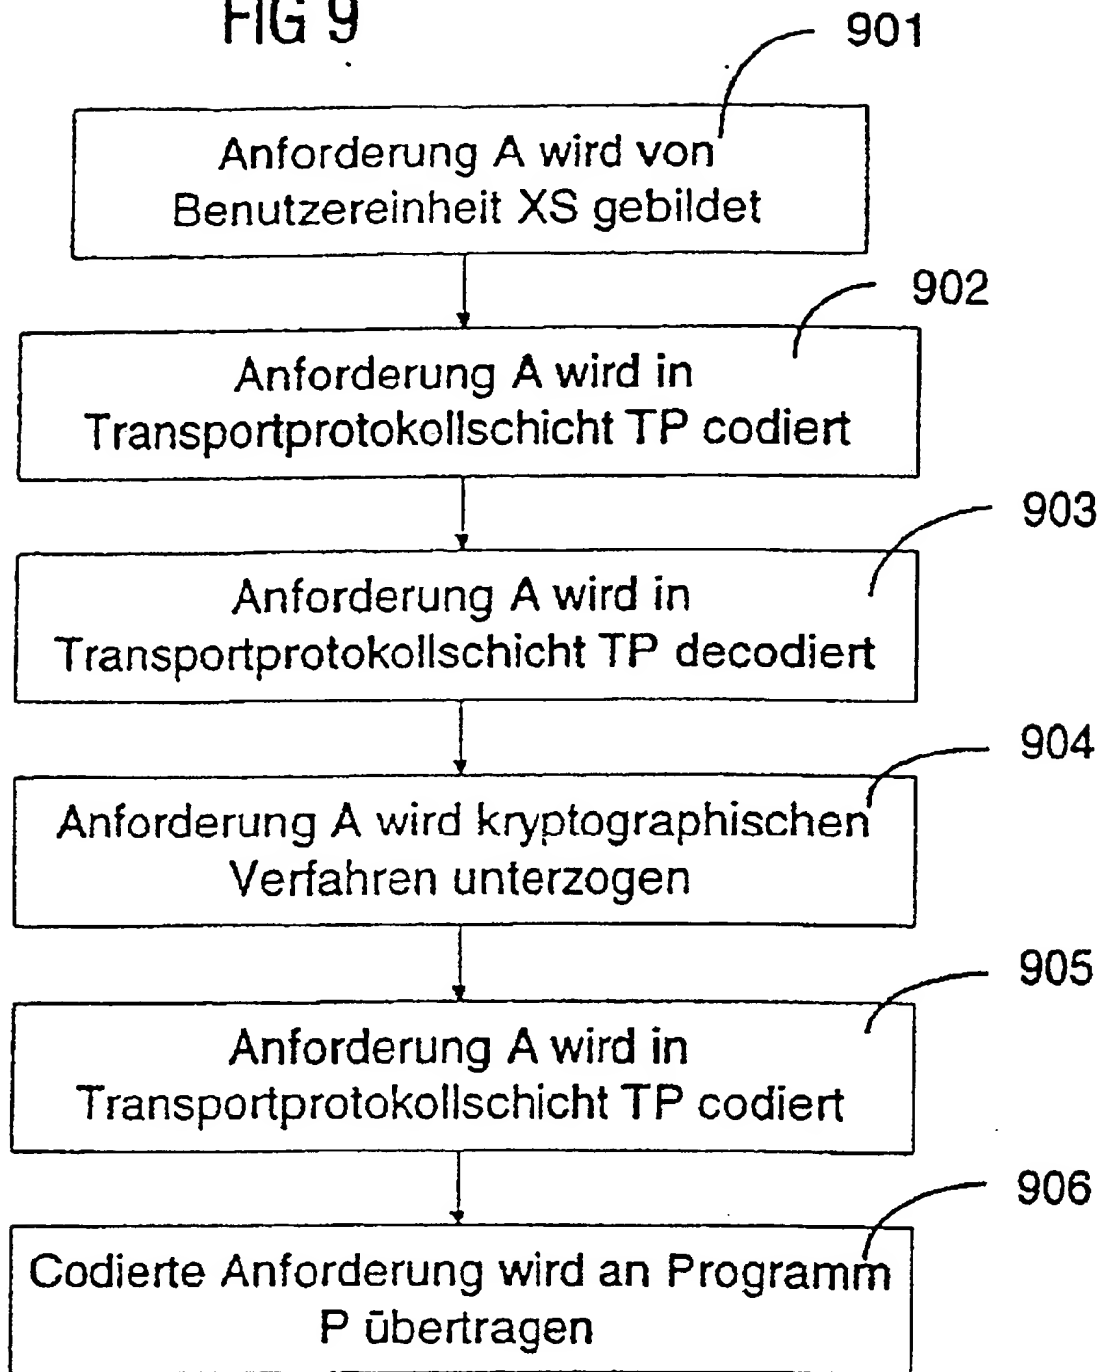 FIG 9
901
Anforderung A wird von
Benutzereinheit XS gebildet
902
Anforderung A wird in
Transportprotokollschicht TP codiert
903
Anforderung A wird in
Transportprotokollschicht TP decodiert
904
Anforderung A wird kryptographischen
Verfahren unterzogen
905
Anforderung A wird in
Transportprotokollschicht TP codiert
906
Codierte Anforderung wird an Programm
P übertragen